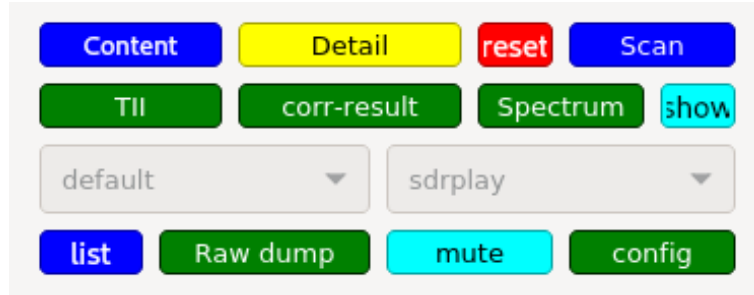 Content Detail reset Scan
TII corr-result Spectrum show
default sdrplay
list Raw dump mute config